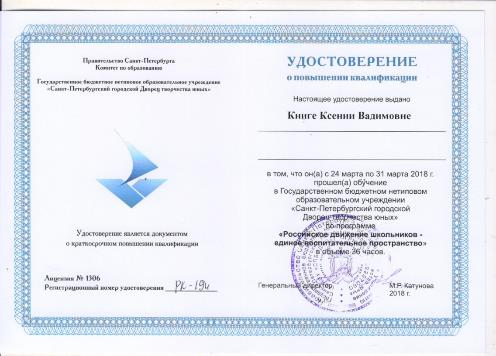 Правительство Санкт-Петербурга
Комитет по образованию
Государственное бюджетное нетиповое образовательное учреждение
«Санкт-Петербургский городской Дворец творчества юных»
Удостоверение является документом
о краткосрочном повышении квалификации
Лицензия № 1306
Регистрационный номер удостоверения РК-194
УДОСТОВЕРЕНИЕ
о повышении квалификации
Настоящее удостоверение выдано
Книге Ксении Вадимовне
в том, что он(а) с 24 марта по 31 марта 2018 г.
прошел(а) обучение
в Государственном бюджетном нетиповом
образовательном учреждении
«Санкт-Петербургский городской
Дворец творчества юных»
по программе
«Российское движение школьников -
единое воспитательное пространство»
в объеме 36 часов.
Генеральный директор М.Р. Катунова
2018 г.